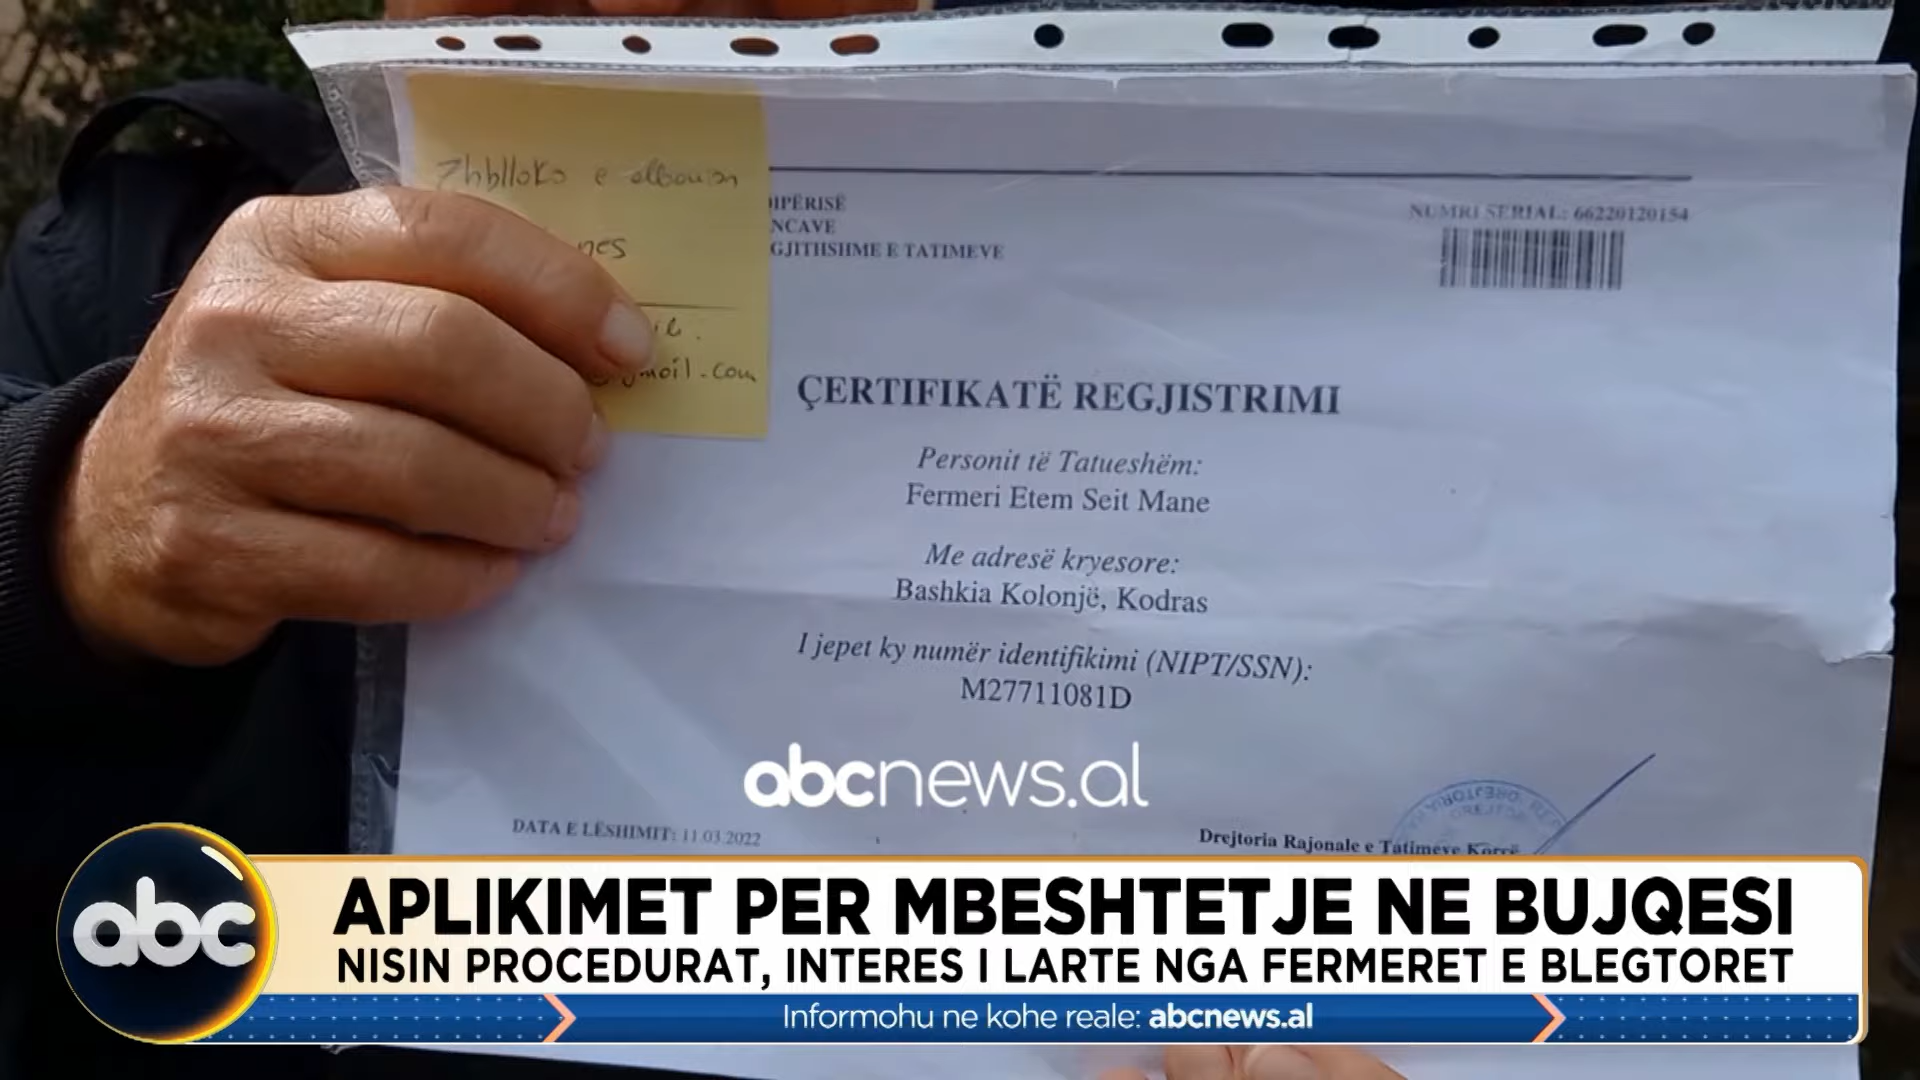 Zhblloko e
nes
gmail.com
IPËRISË
NCAVE
GJITHSHME E TATIMEVE
NUMRI SERIAL: 66220120154
ÇERTIFIKATË REGJISTRIMI
Personit të Tatueshëm:
Fermeri Etem Seit Mane
Me adresë kryesore:
Bashkia Kolonjë, Kodras
I jepet ky numër identifikimi (NIPT/SSN):
M27711081D
abcnews.al
DATA E LËSHIMIT: 11.03.2022
Drejtoria Rajonale e Tatimeve Korçë
abc
APLIKIMET PER MBESHTETJE NE BUJQESI
NISIN PROCEDURAT, INTERES I LARTE NGA FERMERET E BLEGTORET
Informohu ne kohe reale: abcnews.al